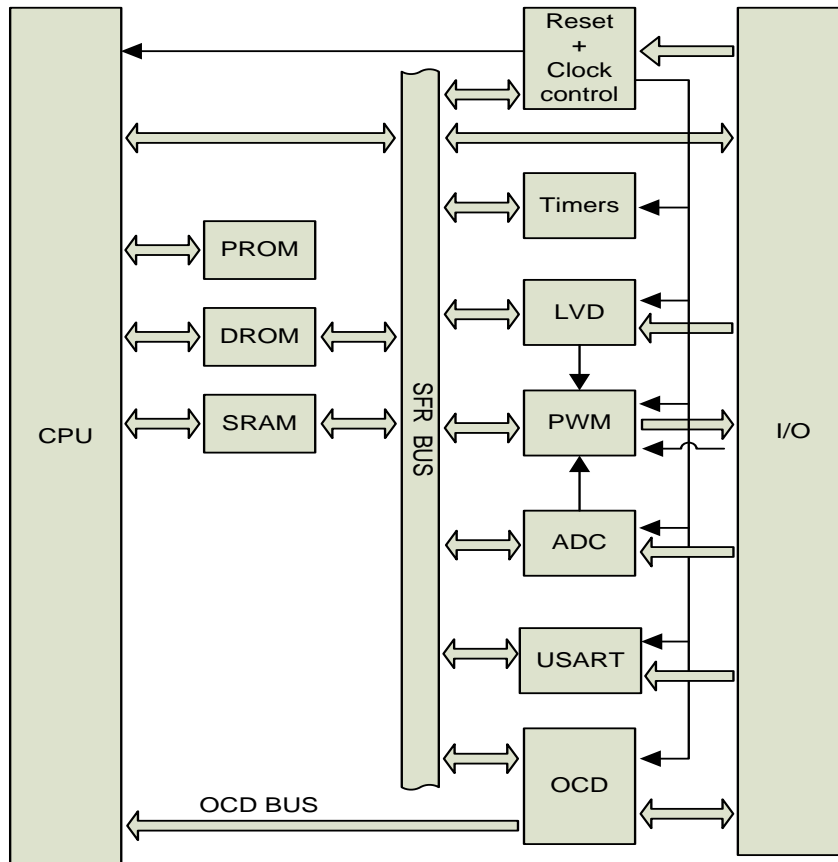 Reset
+
Clock
control
Timers
PROM
LVD
DROM
SFR BUS
CPU
SRAM
PWM
I/O
ADC
USART
OCD BUS
OCD